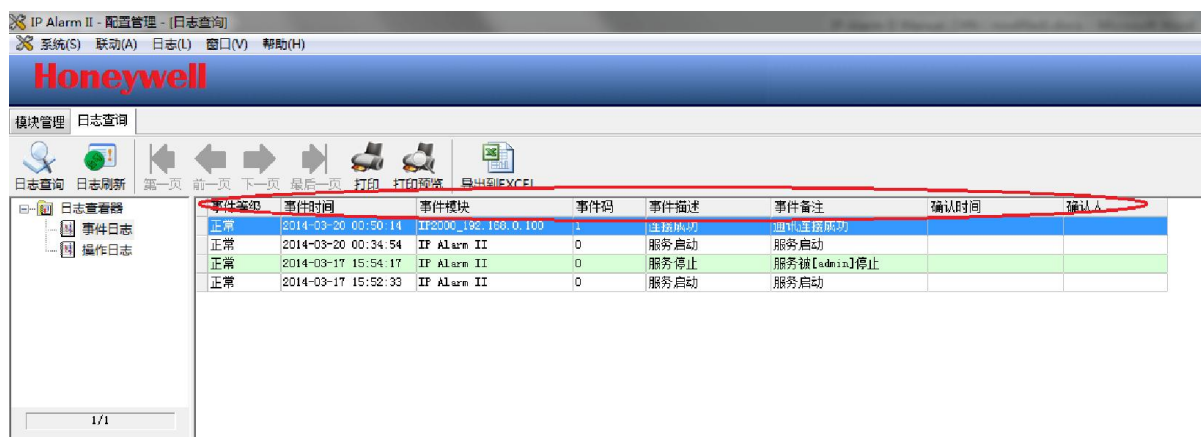 IP Alarm II - 配置管理 - [日志查询]
系统(S) 联动(A) 日志(L) 窗口(V) 帮助(H)
Honeywell
模块管理 日志查询
日志查询 日志刷新 第一页 前一页 下一页 最后一页 打印 打印预览 导出到EXCEL
日志查看器
事件日志
操作日志
事件等级 事件时间 事件模块 事件码 事件描述 事件备注 确认时间 确认人
正常 2014-03-20 00:50:14 IP2000_192.168.0.100 1 连接成功 通讯连接成功
正常 2014-03-20 00:34:54 IP Alarm II 0 服务启动 服务启动
正常 2014-03-17 15:54:17 IP Alarm II 0 服务停止 服务被[admin]停止
正常 2014-03-17 15:52:33 IP Alarm II 0 服务启动 服务启动
1/1